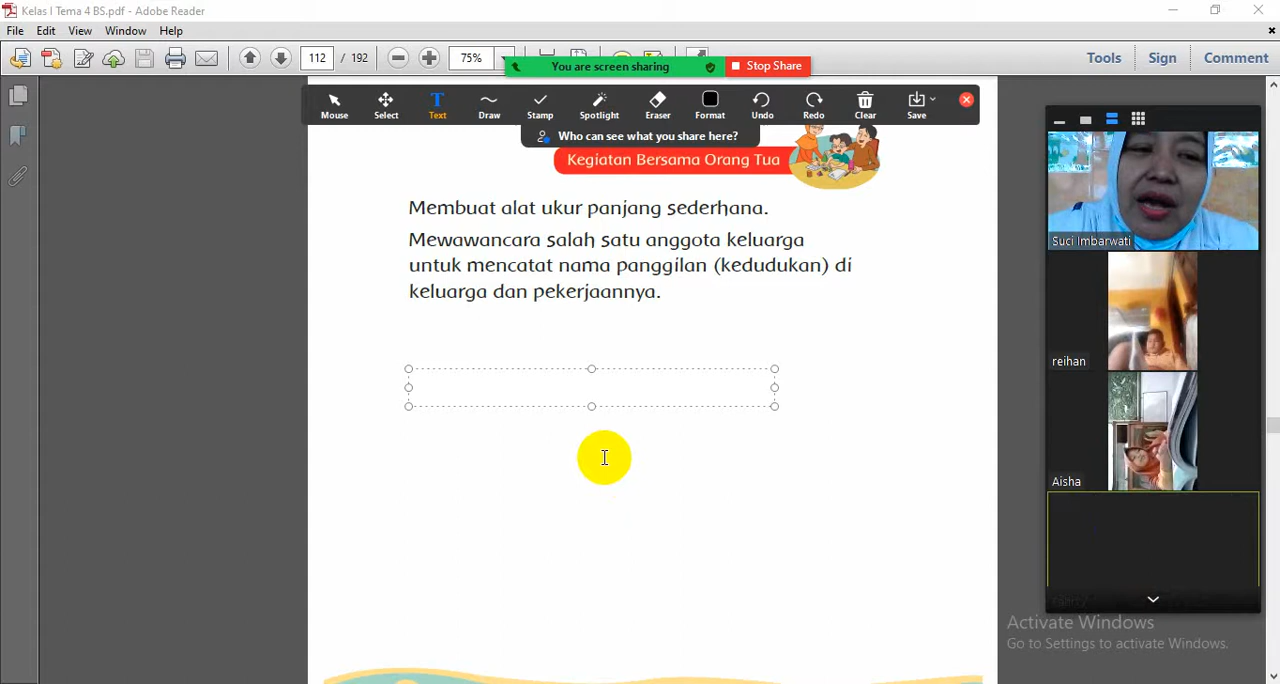 Kelas I Tema 4 BS.pdf - Adobe Reader
File Edit View Window Help
112 / 192 75% Tools Sign Comment
You are screen sharing Stop Share
Mouse Select Text Draw Stamp Spotlight Eraser Format Undo Redo Clear Save
Who can see what you share here?
Kegiatan Bersama Orang Tua
Membuat alat ukur panjang sederhana.
Mewawancara salah satu anggota keluarga
untuk mencatat nama panggilan (kedudukan) di
keluarga dan pekerjaannya.
Suci Imbarwati
reihan
Aisha
Activate Windows
Go to Settings to activate Windows.